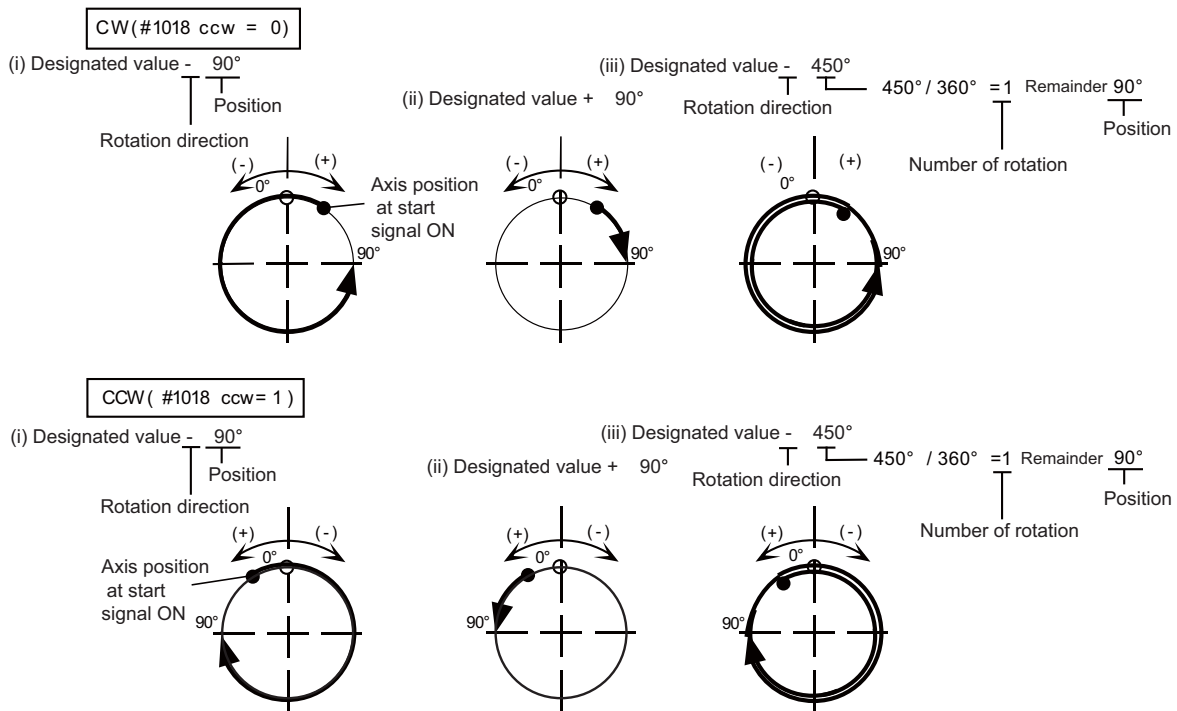 CW(#1018 ccw = 0)
(i) Designated value - 90°
Position
Rotation direction
(ii) Designated value + 90°
(iii) Designated value - 450°
Rotation direction
450° / 360° =1 Remainder 90°
Position
Number of rotation
(-) (+)
0°
Axis position
at start
signal ON
90°
(-) (+)
0°
90°
(-) (+)
0°
90°
CCW( #1018 ccw= 1 )
(i) Designated value - 90°
Position
Rotation direction
(ii) Designated value + 90°
(iii) Designated value - 450°
Rotation direction
450° / 360° =1 Remainder 90°
Position
Number of rotation
(+) (-)
0°
Axis position
at start
signal ON
90°
(+) (-)
0°
90°
(+) (-)
0°
90°